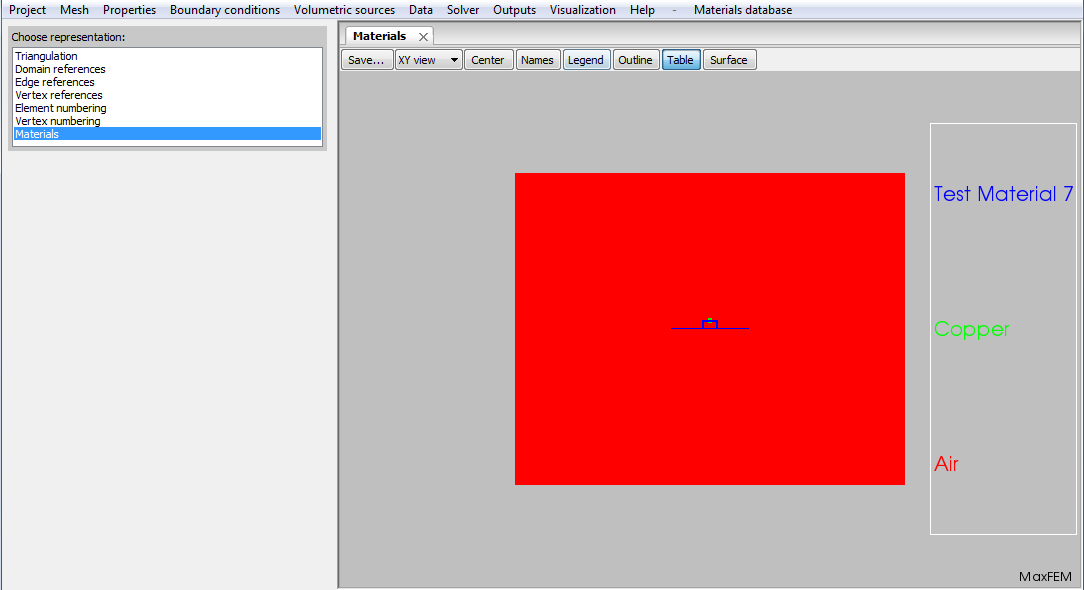 Project Mesh Properties Boundary conditions Volumetric sources Data Solver Outputs Visualization Help - Materials database
Choose representation:
Triangulation
Domain references
Edge references
Vertex references
Element numbering
Vertex numbering
Materials
Materials
Save... XY view Center Names Legend Outline Table Surface
Test Material 7
Copper
Air
MaxFEM